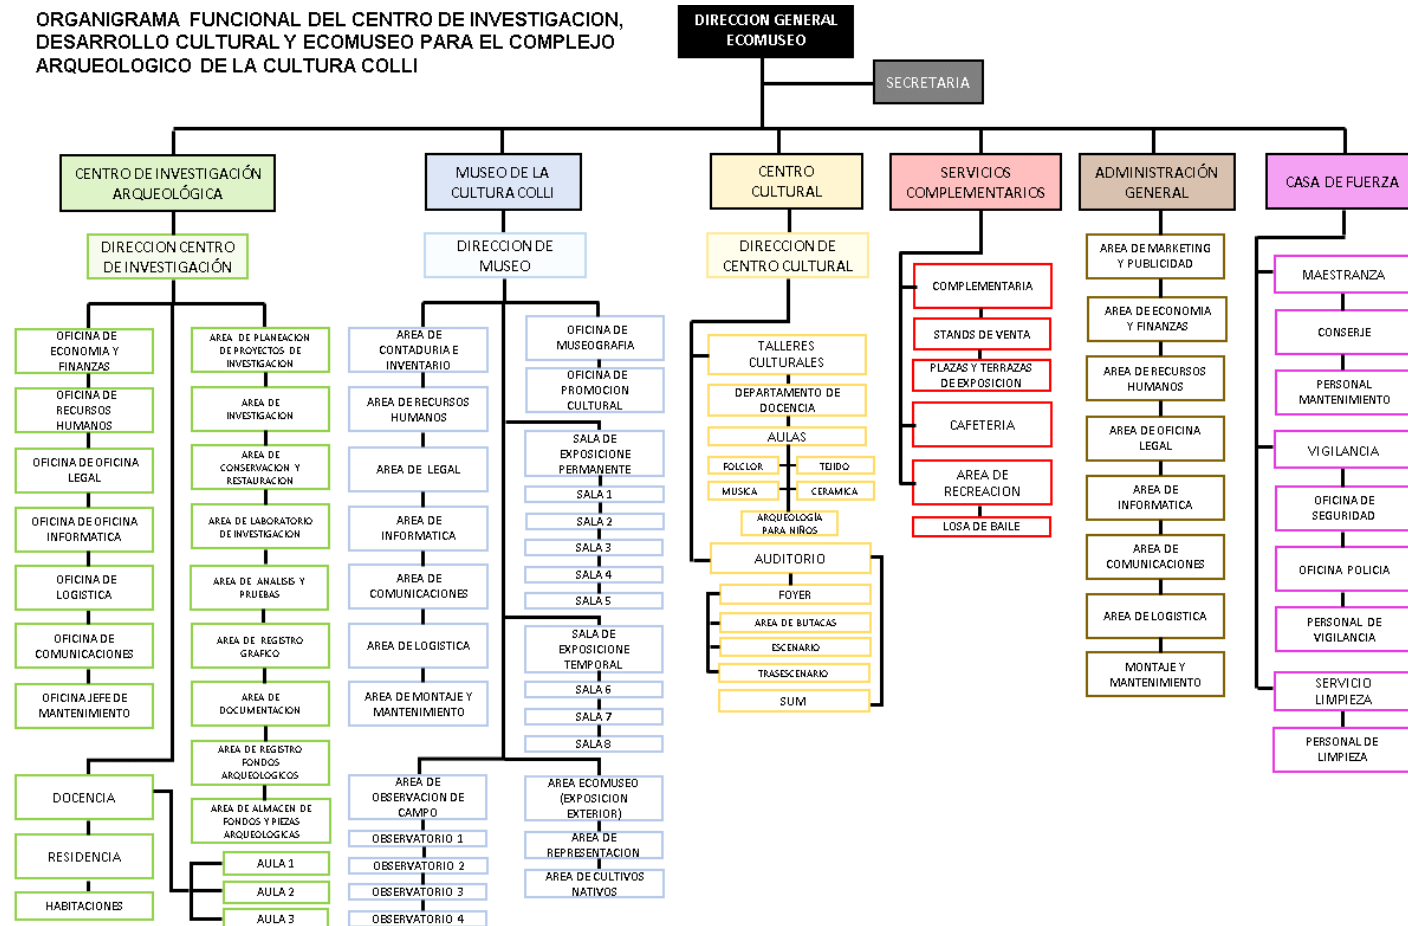 ORGANIGRAMA FUNCIONAL DEL CENTRO DE INVESTIGACION,
DESARROLLO CULTURAL Y ECOMUSEO PARA EL COMPLEJO
ARQUEOLOGICO DE LA CULTURA COLLI
DIRECCION GENERAL
ECOMUSEO
SECRETARIA
CENTRO DE INVESTIGACIÓN
ARQUEOLÓGICA
DIRECCION CENTRO
DE INVESTIGACIÓN
OFICINA DE
ECONOMIA Y
FINANZAS
OFICINA DE
RECURSOS
HUMANOS
OFICINA DE OFICINA
LEGAL
OFICINA DE OFICINA
INFORMATICA
OFICINA DE
LOGISTICA
OFICINA DE
COMUNICACIONES
OFICINA JEFE DE
MANTENIMIENTO
DOCENCIA
RESIDENCIA
HABITACIONES
AREA DE PLANEACION
DE PROYECTOS DE
INVESTIGACION
AREA DE
INVESTIGACION
AREA DE
CONSERVACION Y
RESTAURACION
AREA DE LABORATORIO
DE INVESTIGACION
AREA DE ANALISIS Y
PRUEBAS
AREA DE REGISTRO
GRAFICO
AREA DE
DOCUMENTACION
AREA DE REGISTRO
FONDOS
ARQUEOLOGICOS
AREA DE ALMACEN DE
FONDOS Y PIEZAS
ARQUEOLOGICAS
AULA 1
AULA 2
AULA 3
MUSEO DE LA
CULTURA COLLI
DIRECCION DE
MUSEO
AREA DE
CONTADURIA E
INVENTARIO
AREA DE RECURSOS
HUMANOS
AREA DE LEGAL
AREA DE
INFORMATICA
AREA DE
COMUNICACIONES
AREA DE LOGISTICA
AREA DE MONTAJE Y
MANTENIMIENTO
AREA DE
OBSERVACION DE
CAMPO
OBSERVATORIO 1
OBSERVATORIO 2
OBSERVATORIO 3
OBSERVATORIO 4
OFICINA DE
MUSEOGRAFIA
OFICINA DE
PROMOCION
CULTURAL
SALA DE
EXPOSICIONE
PERMANENTE
SALA 1
SALA 2
SALA 3
SALA 4
SALA 5
SALA DE
EXPOSICIONE
TEMPORAL
SALA 6
SALA 7
SALA 8
AREA ECOMUSEO
(EXPOSICION
EXTERIOR)
AREA DE
REPRESENTACION
AREA DE CULTIVOS
NATIVOS
CENTRO
CULTURAL
DIRECCION DE
CENTRO CULTURAL
TALLERES
CULTURALES
DEPARTAMENTO DE
DOCENCIA
AULAS
FOLCLOR
TEJIDO
MUSICA
CERAMICA
ARQUEOLOGÍA
PARA NIÑOS
AUDITORIO
FOYER
AREA DE BUTACAS
ESCENARIO
TRASESCENARIO
SUM
SERVICIOS
COMPLEMENTARIOS
COMPLEMENTARIA
STANDS DE VENTA
PLAZAS Y TERRAZAS
DE EXPOSICION
CAFETERIA
AREA DE
RECREACION
LOSA DE BAILE
ADMINISTRACIÓN
GENERAL
AREA DE MARKETING
Y PUBLICIDAD
AREA DE ECONOMIA
Y FINANZAS
AREA DE RECURSOS
HUMANOS
AREA DE OFICINA
LEGAL
AREA DE
INFORMATICA
AREA DE
COMUNICACIONES
AREA DE LOGISTICA
MONTAJE Y
MANTENIMIENTO
CASA DE FUERZA
MAESTRANZA
CONSERJE
PERSONAL
MANTENIMIENTO
VIGILANCIA
OFICINA DE
SEGURIDAD
OFICINA POLICIA
PERSONAL DE
VIGILANCIA
SERVICIO
LIMPIEZA
PERSONAL DE
LIMPIEZA